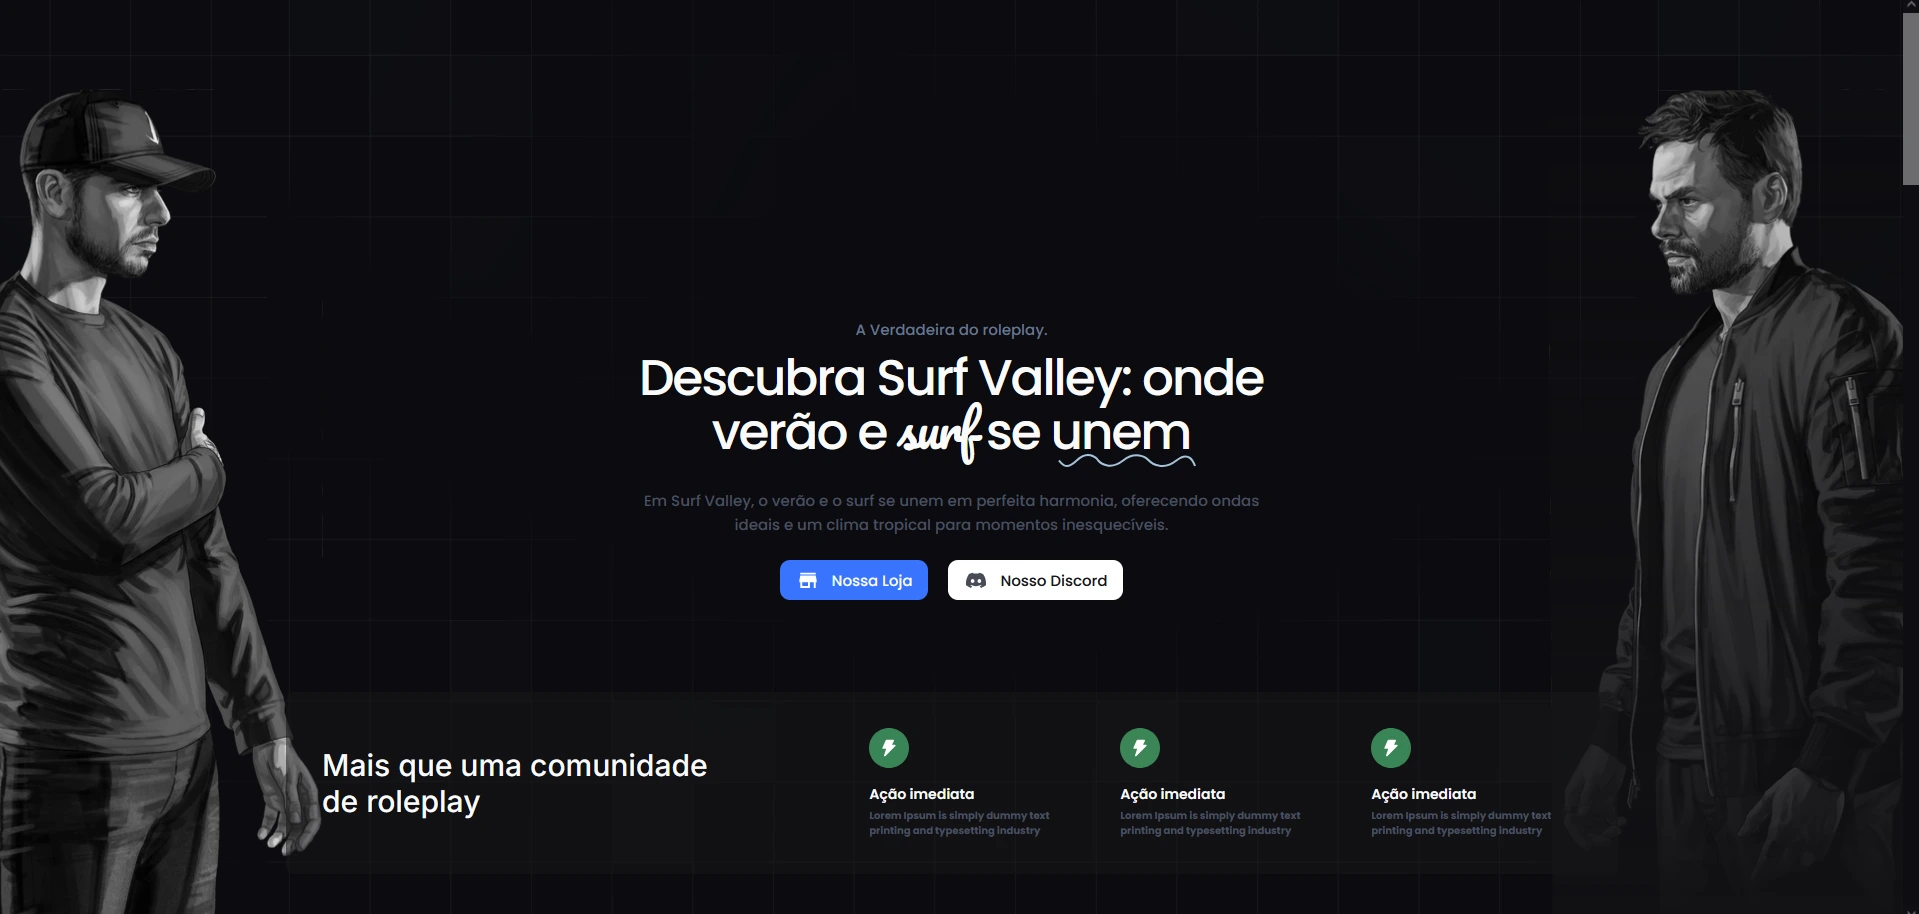 A Verdadeira do roleplay.
Descubra Surf Valley: onde
verão e surf se unem
Em Surf Valley, o verão e o surf se unem em perfeita harmonia, oferecendo ondas
ideais e um clima tropical para momentos inesquecíveis.
Nossa Loja
Nosso Discord
Mais que uma comunidade
de roleplay
Ação imediata
Lorem Ipsum is simply dummy text
printing and typesetting industry
Ação imediata
Lorem Ipsum is simply dummy text
printing and typesetting industry
Ação imediata
Lorem Ipsum is simply dummy text
printing and typesetting industry